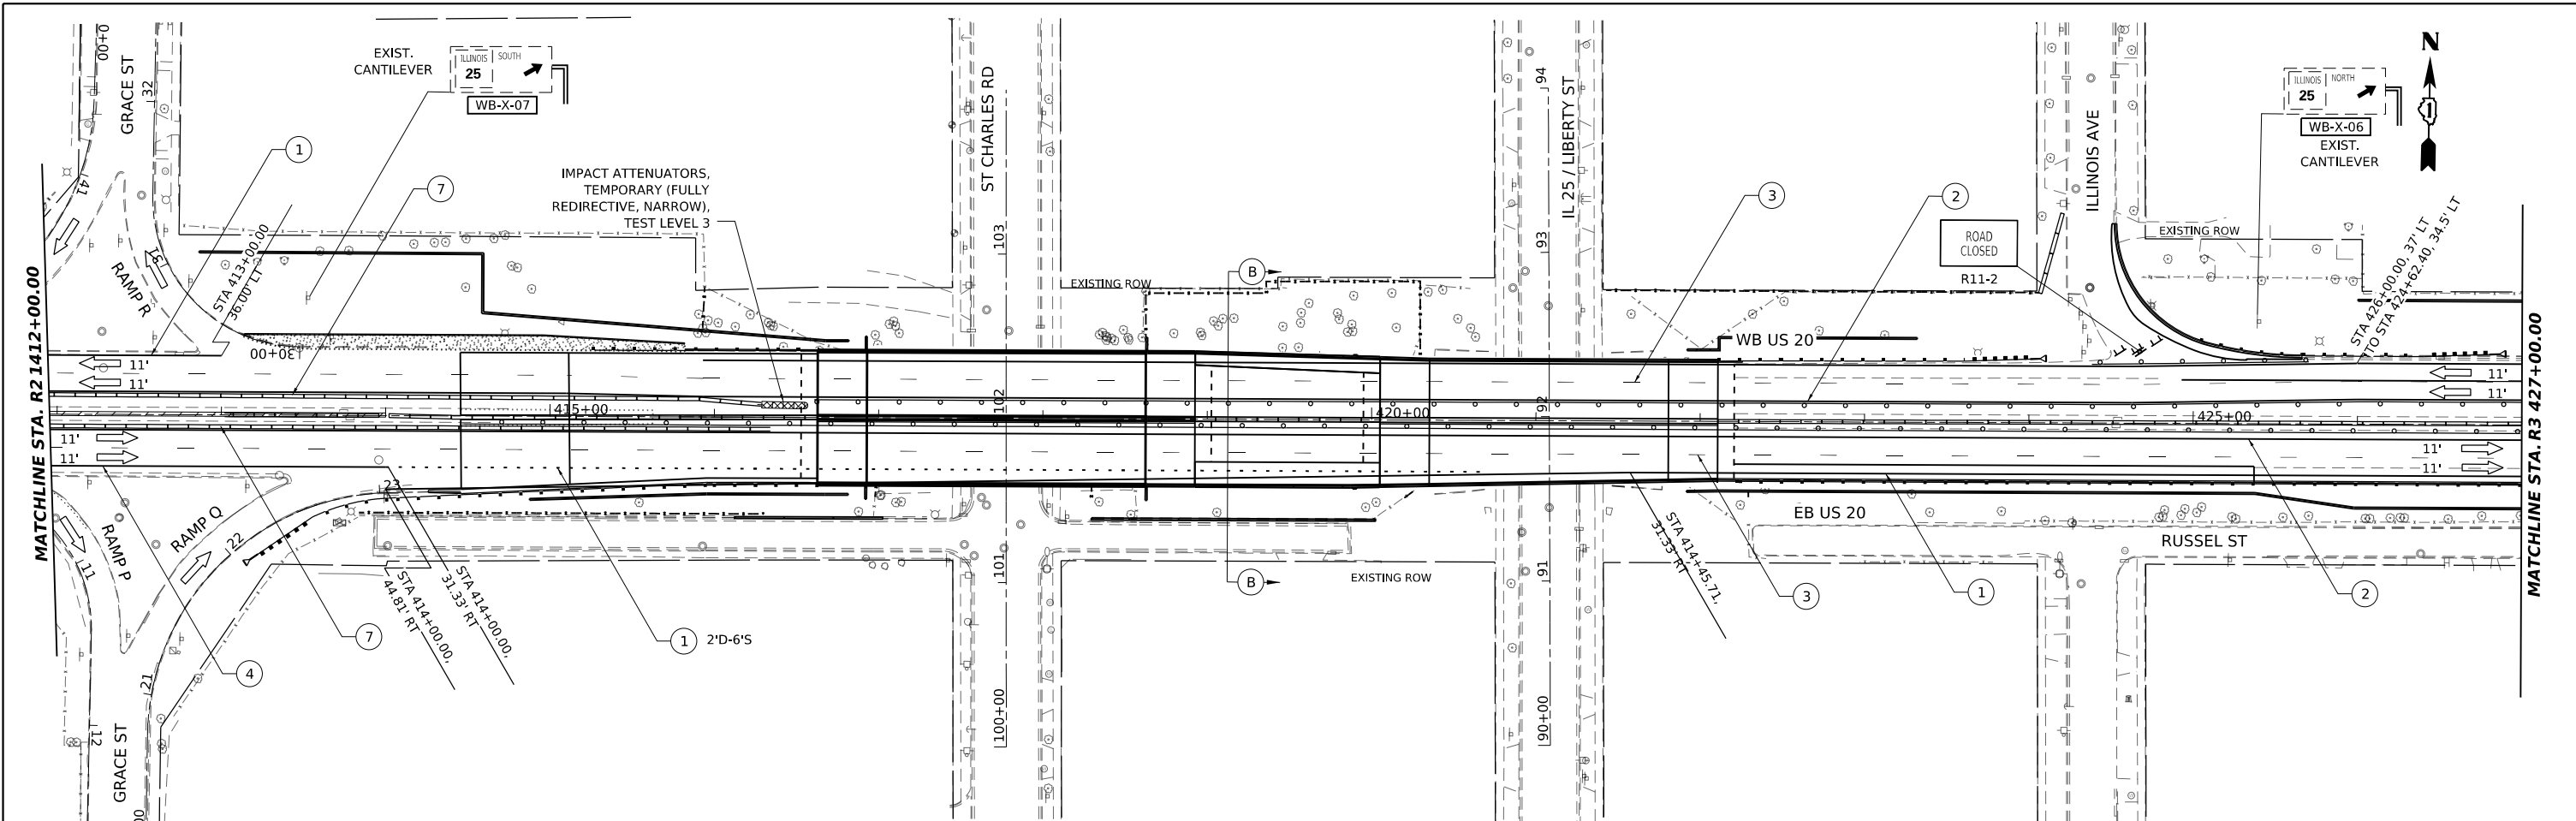 EXIST.
CANTILEVER
ILLINOIS
25
SOUTH
WB-X-07
0+00
GRACE ST
32
41
RAMP R
31
STA 413+00.00
36.00' LT
30+00
1
7
IMPACT ATTENUATORS,
TEMPORARY (FULLY
REDIRECTIVE, NARROW),
TEST LEVEL 3
ST CHARLES RD
103
102
101
100+00
EXISTING ROW
B
B
EXISTING ROW
94
IL 25 / LIBERTY ST
93
92
91
90+00
3
2
WB US 20
ROAD
CLOSED
R11-2
ILLINOIS AVE
EXISTING ROW
ILLINOIS
25
NORTH
WB-X-06
EXIST.
CANTILEVER
N
1
STA 426+00.00, 37' LT
TO STA 424+62.40, 34.5' LT
MATCHLINE STA. R2 1412+00.00
MATCHLINE STA. R3 427+00.00
11'
11'
11'
11'
415+00
420+00
425+00
11'
11'
11'
11'
23
22
21
RAMP Q
RAMP P
11
12
GRACE ST
4
7
STA 414+00.00,
44.81' RT
STA 414+00.00,
31.33' RT
1
2'D-6'S
STA 414+45.71,
31.33' RT
3
1
EB US 20
RUSSEL ST
2